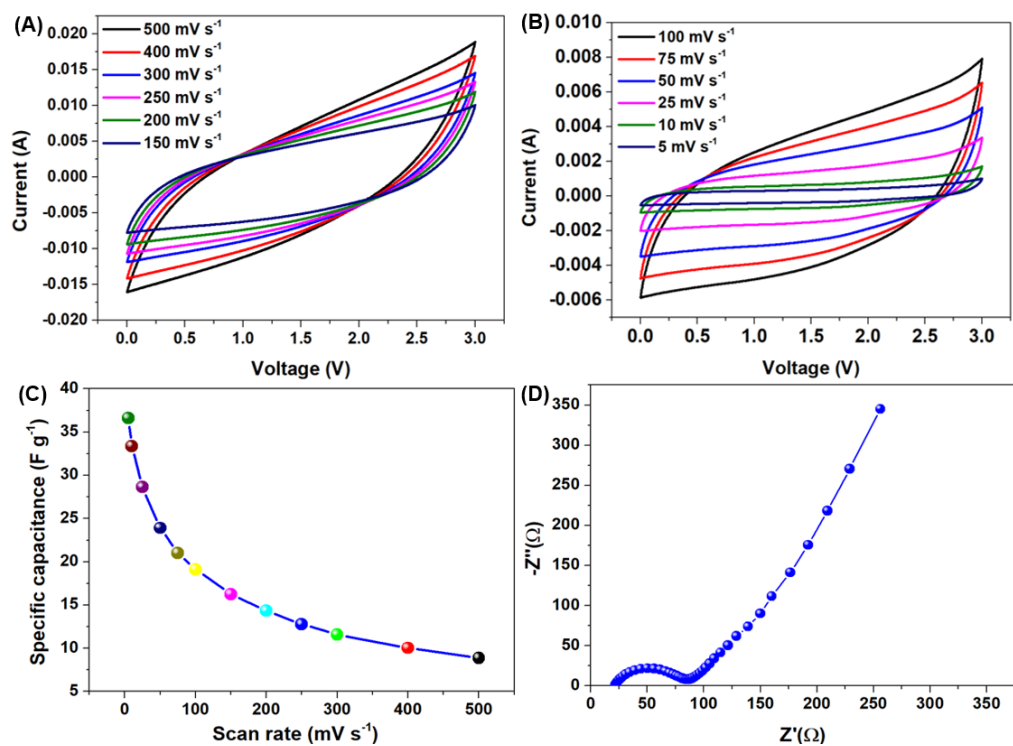 (A)
0.020
0.015
0.010
0.005
0.000
-0.005
-0.010
-0.015
-0.020
Current (A)
500 mV s⁻¹
400 mV s⁻¹
300 mV s⁻¹
250 mV s⁻¹
200 mV s⁻¹
150 mV s⁻¹
0.0 0.5 1.0 1.5 2.0 2.5 3.0
Voltage (V)
(B)
0.010
0.008
0.006
0.004
0.002
0.000
-0.002
-0.004
-0.006
Current (A)
100 mV s⁻¹
75 mV s⁻¹
50 mV s⁻¹
25 mV s⁻¹
10 mV s⁻¹
5 mV s⁻¹
0.0 0.5 1.0 1.5 2.0 2.5 3.0
Voltage (V)
(C)
40
35
30
25
20
15
10
5
Specific capacitance (F g⁻¹)
0 100 200 300 400 500
Scan rate (mV s⁻¹)
(D)
350
300
250
200
150
100
50
0
-Z''(Ω)
0 50 100 150 200 250 300 350
Z'(Ω)